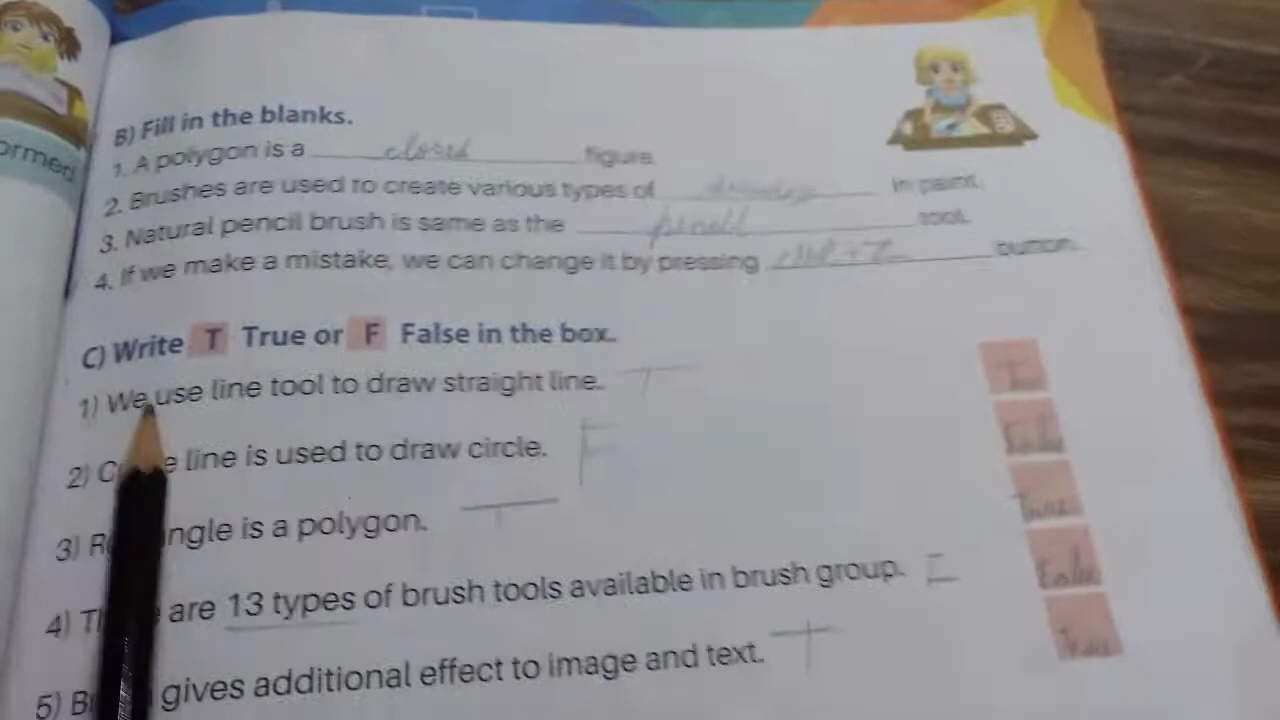 ormed
B) Fill in the blanks.
1. A polygon is a closed figure.
2. Brushes are used to create various types of drawing in paint.
3. Natural pencil brush is same as the pencil tool.
4. If we make a mistake, we can change it by pressing button.
C) Write T True or F False in the box.
1) We use line tool to draw straight line. T T
2) C e line is used to draw circle. F False
3) R ngle is a polygon. T True
4) T are 13 types of brush tools available in brush group. F False
5) B gives additional effect to image and text. T True